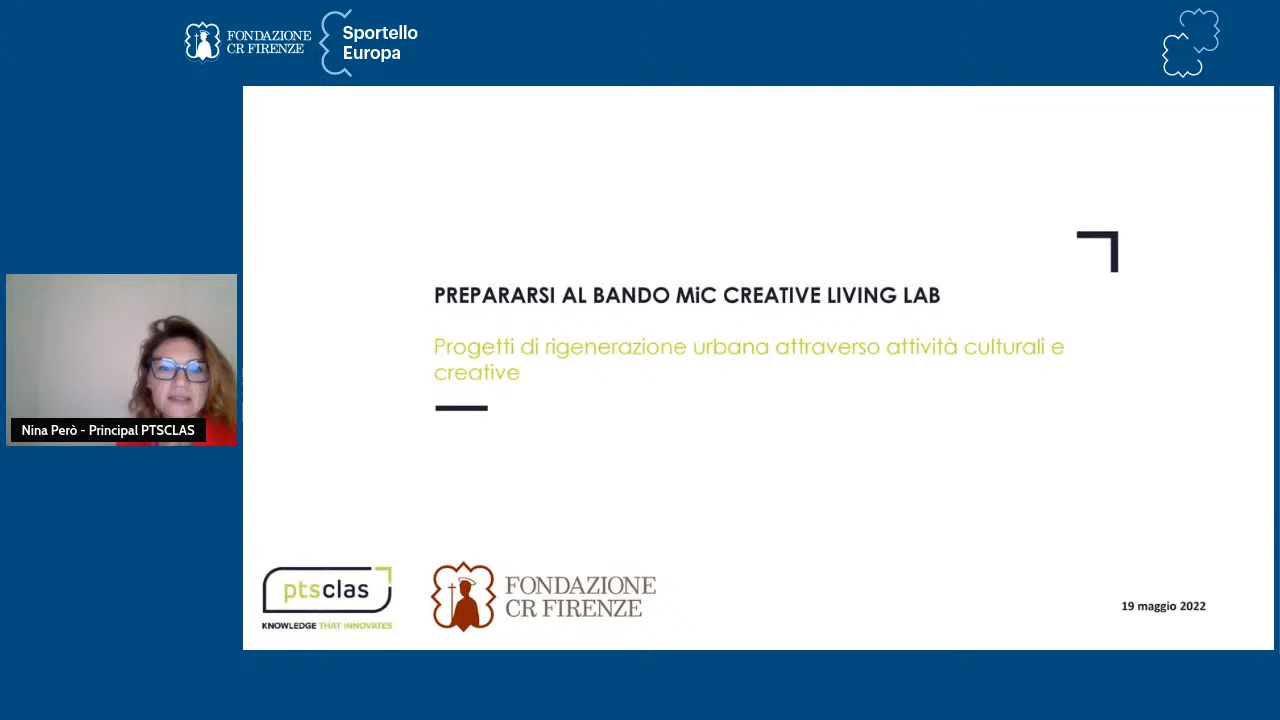 FONDAZIONE
CR FIRENZE
Sportello
Europa
PREPARARSI AL BANDO MiC CREATIVE LIVING LAB
Progetti di rigenerazione urbana attraverso attività culturali e
creative
Nina Però - Principal PTSCLAS
ptsclas
KNOWLEDGE THAT INNOVATES
FONDAZIONE
CR FIRENZE
19 maggio 2022